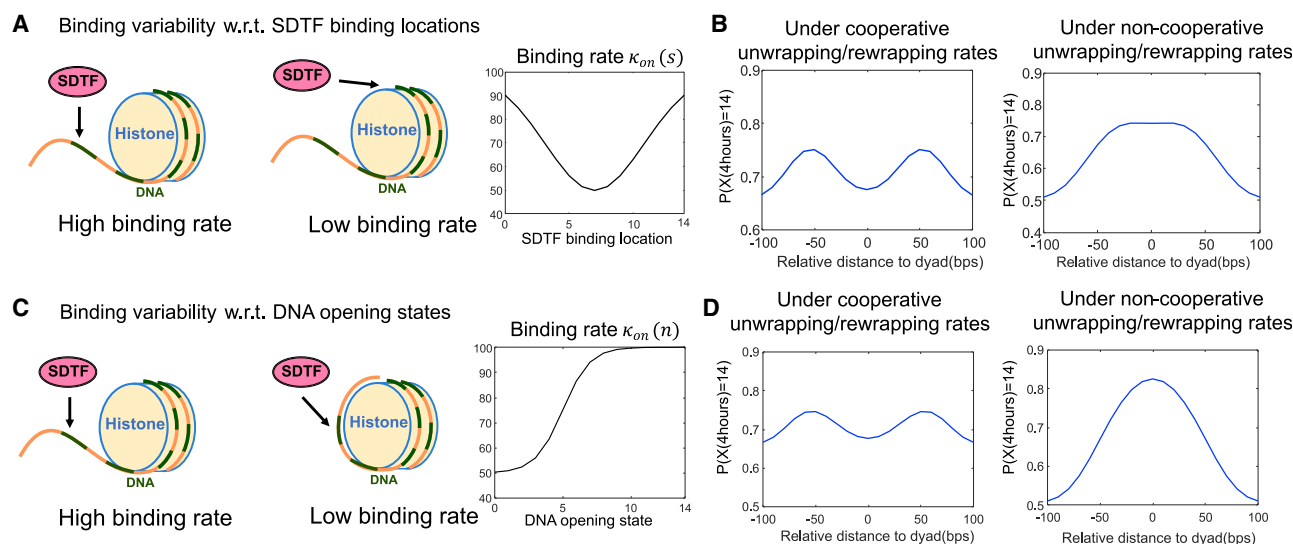 A Binding variability w.r.t. SDTF binding locations
SDTF
Histone
DNA
High binding rate
SDTF
Histone
DNA
Low binding rate
Binding rate κon(s)
100
90
80
70
60
50
40
0 5 10 14
SDTF binding location
B
Under cooperative
unwrapping/rewrapping rates
P(X(4hours)=14)
0.9
0.8
0.7
0.6
-100 -50 0 50 100
Relative distance to dyad(bps)
Under non-cooperative
unwrapping/rewrapping rates
P(X(4hours)=14)
0.9
0.8
0.7
0.6
0.5
0.4
-100 -50 0 50 100
Relative distance to dyad(bps)
C Binding variability w.r.t. DNA opening states
SDTF
Histone
DNA
High binding rate
SDTF
Histone
DNA
Low binding rate
Binding rate κon(n)
100
90
80
70
60
50
40
0 5 10 14
DNA opening state
D
Under cooperative
unwrapping/rewrapping rates
P(X(4hours)=14)
0.9
0.8
0.7
0.6
0.5
-100 -50 0 50 100
Relative distance to dyad(bps)
Under non-cooperative
unwrapping/rewrapping rates
P(X(4hours)=14)
0.9
0.8
0.7
0.6
0.5
-100 -50 0 50 100
Relative distance to dyad(bps)